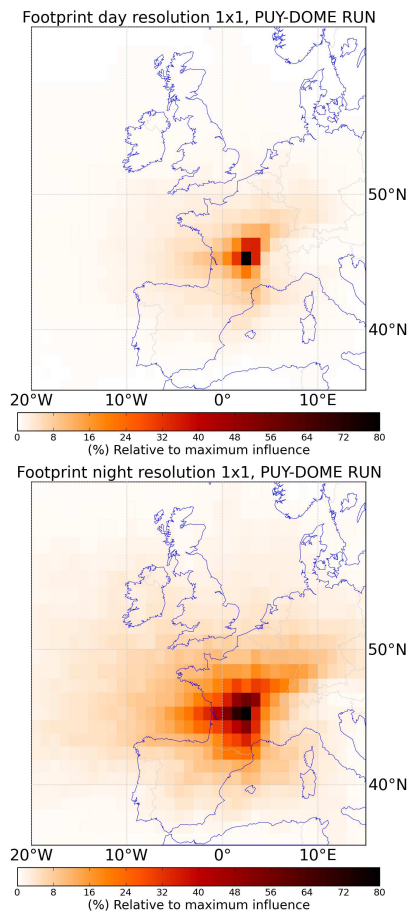 Footprint day resolution 1x1, PUY-DOME RUN
50°N
40°N
20°W 10°W 0° 10°E
0 8 16 24 32 40 48 56 64 72 80
(%) Relative to maximum influence
Footprint night resolution 1x1, PUY-DOME RUN
50°N
40°N
20°W 10°W 0° 10°E
0 8 16 24 32 40 48 56 64 72 80
(%) Relative to maximum influence